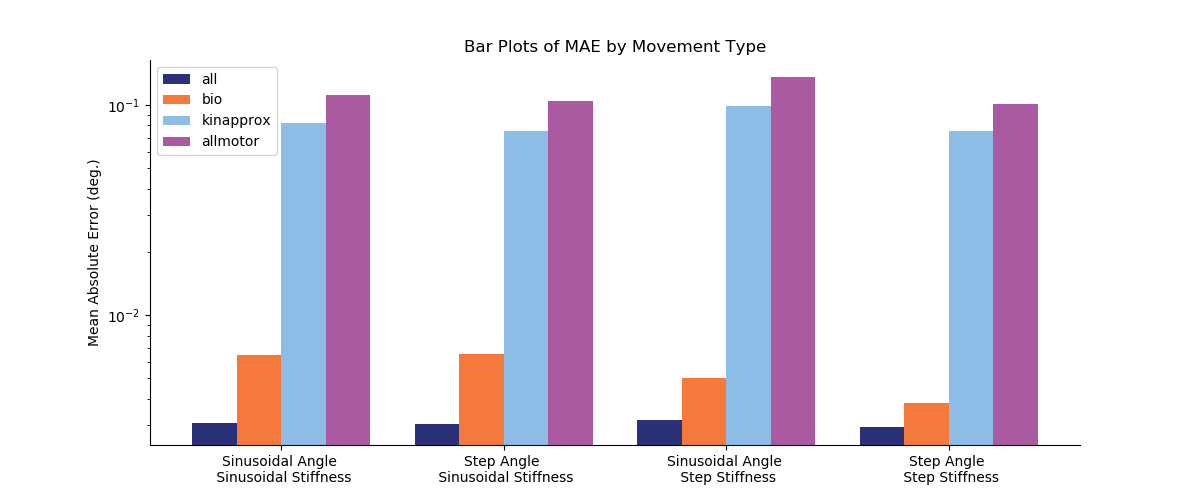 Bar Plots of MAE by Movement Type
all
bio
kinapprox
allmotor
Mean Absolute Error (deg.)
10⁻¹
10⁻²
Sinusoidal Angle
Sinusoidal Stiffness
Step Angle
Sinusoidal Stiffness
Sinusoidal Angle
Step Stiffness
Step Angle
Step Stiffness